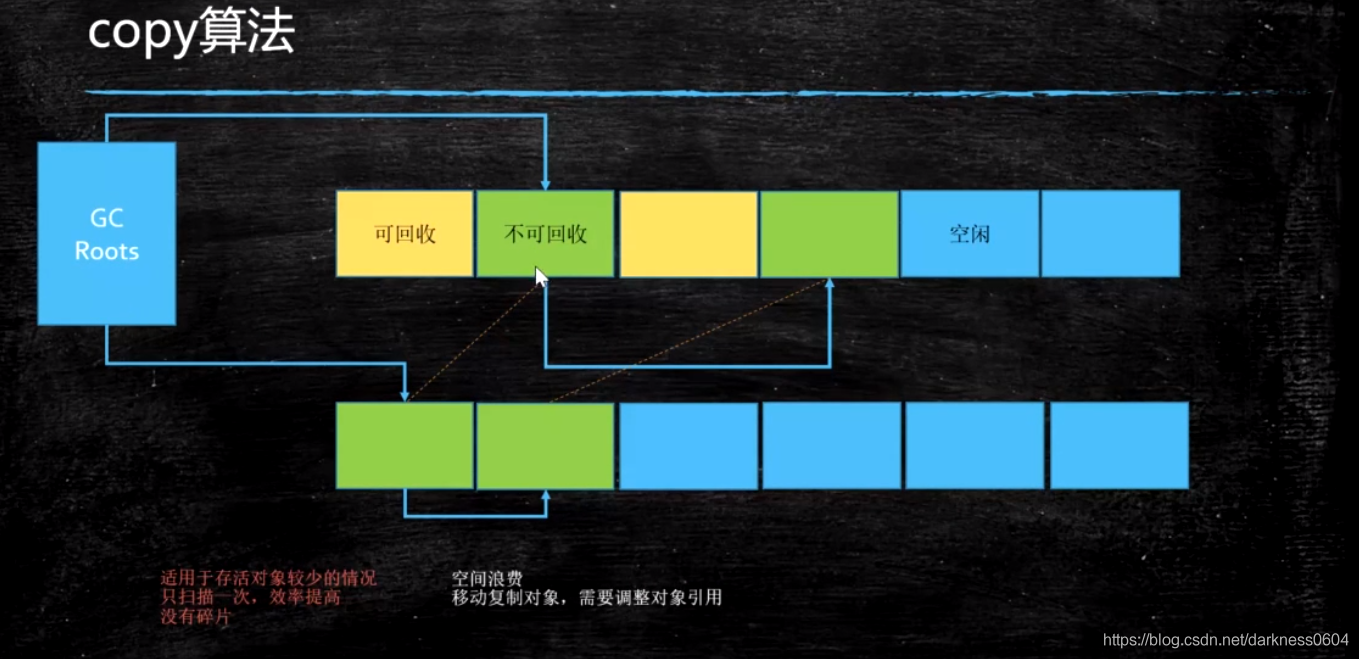 copy算法
GC
Roots
可回收
不可回收
空闲
适用于存活对象较少的情况
只扫描一次，效率提高
没有碎片
空间浪费
移动复制对象，需要调整对象引用
https://blog.csdn.net/darkness0604